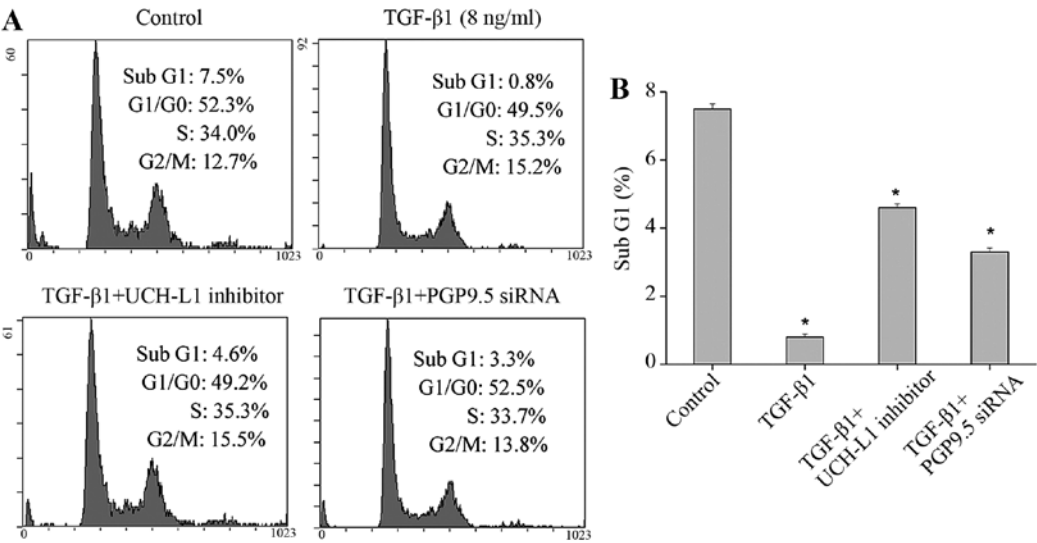 A
Control
60
Sub G1: 7.5%
G1/G0: 52.3%
S: 34.0%
G2/M: 12.7%
0
1023
TGF-β1 (8 ng/ml)
92
Sub G1: 0.8%
G1/G0: 49.5%
S: 35.3%
G2/M: 15.2%
0
1023
TGF-β1+UCH-L1 inhibitor
61
Sub G1: 4.6%
G1/G0: 49.2%
S: 35.3%
G2/M: 15.5%
0
1023
TGF-β1+PGP9.5 siRNA
Sub G1: 3.3%
G1/G0: 52.5%
S: 33.7%
G2/M: 13.8%
0
1023
B
Sub G1 (%)
8
6
4
2
0
*
*
*
Control
TGF-β1
TGF-β1+
UCH-L1 inhibitor
TGF-β1+
PGP9.5 siRNA